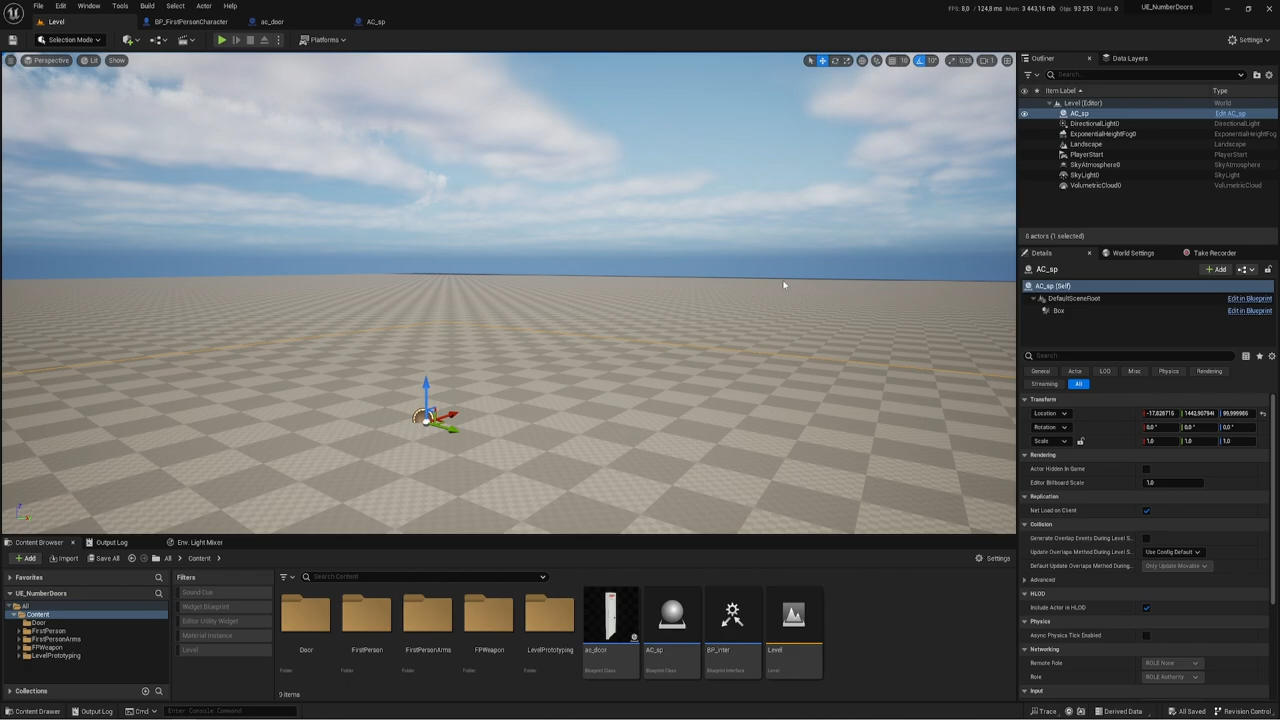 File Edit Window Tools Build Select Actor Help
FPS: 8,0 / 124,8 ms Mem: 3 443,16 mb Objs: 93 253 Stalls: 0
UE_NumberDoors
Level
BP_FirstPersonCharacter
ac_door
AC_sp
Selection Mode
Platforms
Settings
Perspective Lit Show
10 10° 0,25 1
Outliner
Data Layers
Search...
Item Label Type
Level (Editor) World
AC_sp Edit AC_sp
DirectionalLight0 DirectionalLight
ExponentialHeightFog0 ExponentialHeightFog
Landscape Landscape
PlayerStart PlayerStart
SkyAtmosphere0 SkyAtmosphere
SkyLight0 SkyLight
VolumetricCloud0 VolumetricCloud
8 actors (1 selected)
Details
World Settings
Take Recorder
AC_sp
Add
AC_sp (Self)
DefaultSceneRoot Edit in Blueprint
Box Edit in Blueprint
Search
General Actor LOD Misc Physics Rendering
Streaming All
Transform
Location -17,828716 1442,907948 99,999986
Rotation 0,0° 0,0° 0,0°
Scale 1,0 1,0 1,0
Rendering
Actor Hidden In Game
Editor Billboard Scale 1,0
Replication
Net Load on Client
Collision
Generate Overlap Events During Level S...
Update Overlaps Method During Level S... Use Config Default
Default Update Overlaps Method During... Only Update Movable
Advanced
HLOD
Include Actor in HLOD
Physics
Async Physics Tick Enabled
Networking
Remote Role ROLE None
Role ROLE Authority
Input
Content Browser
Output Log
Env. Light Mixer
Add Import Save All All Content
Settings
Favorites
UE_NumberDoors
All
Content
Door
FirstPerson
FirstPersonArms
FPWeapon
LevelPrototyping
Collections
Filters
Sound Cue
Widget Blueprint
Editor Utility Widget
Material Instance
Level
Search Content
Door FirstPerson FirstPersonArms FPWeapon LevelPrototyping ac_door AC_sp BP_inter Level
Folder Folder Folder Folder Folder Blueprint Class Blueprint Class Blueprint Interface Level
9 items
Content Drawer Output Log Cmd Enter Console Command
Trace Derived Data All Saved Revision Control